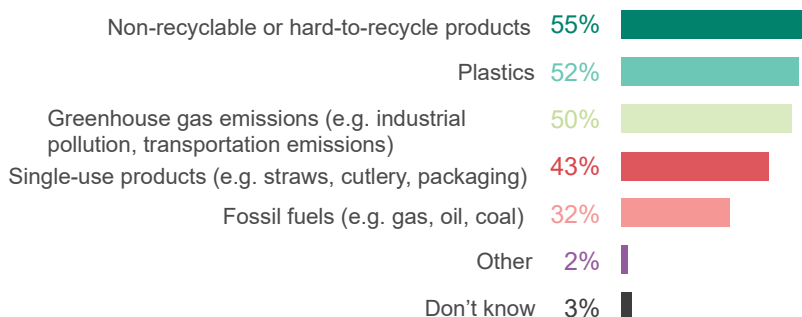 Non-recyclable or hard-to-recycle products 55%
Plastics 52%
Greenhouse gas emissions (e.g. industrial
pollution, transportation emissions) 50%
Single-use products (e.g. straws, cutlery, packaging) 43%
Fossil fuels (e.g. gas, oil, coal) 32%
Other 2%
Don’t know 3%